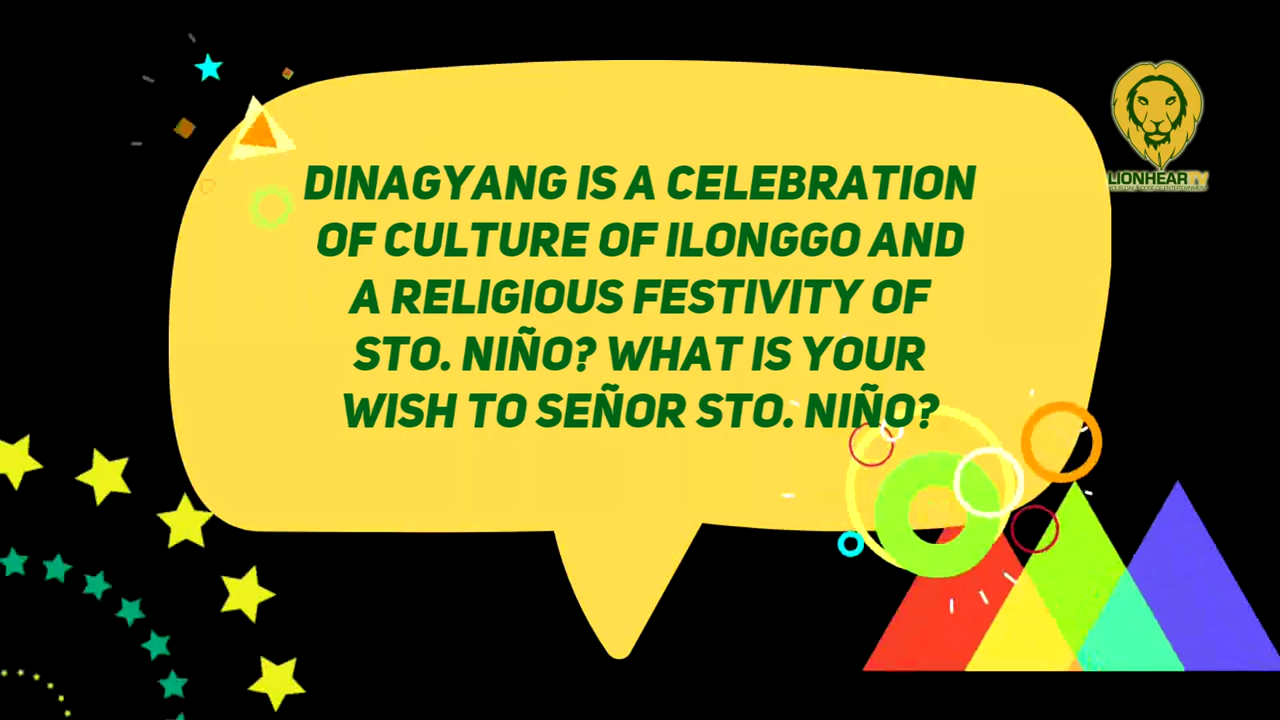 DINAGYANG IS A CELEBRATION
OF CULTURE OF ILONGGO AND
A RELIGIOUS FESTIVITY OF
STO. NIÑO? WHAT IS YOUR
WISH TO SEÑOR STO. NIÑO?
LIONHEARTV